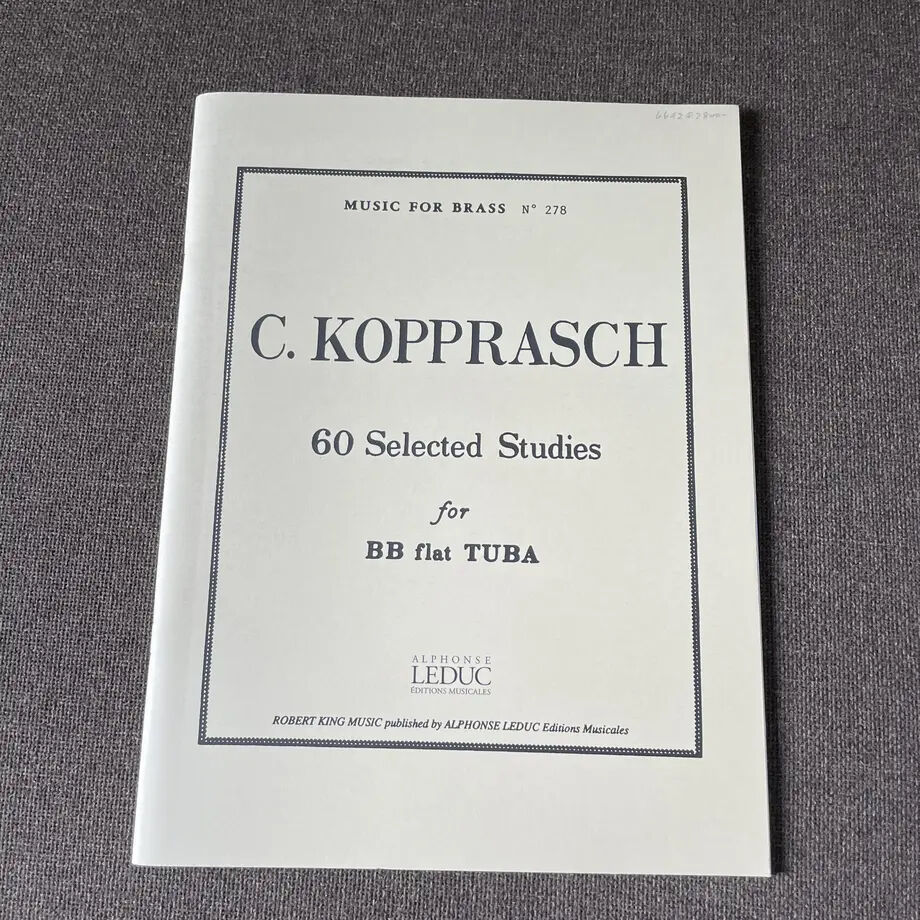 MUSIC FOR BRASS N° 278
C. KOPPRASCH
60 Selected Studies
for
BB flat TUBA
ALPHONSE
LEDUC
ÉDITIONS MUSICALES
ROBERT KING MUSIC published by ALPHONSE LEDUC Editions Musicales